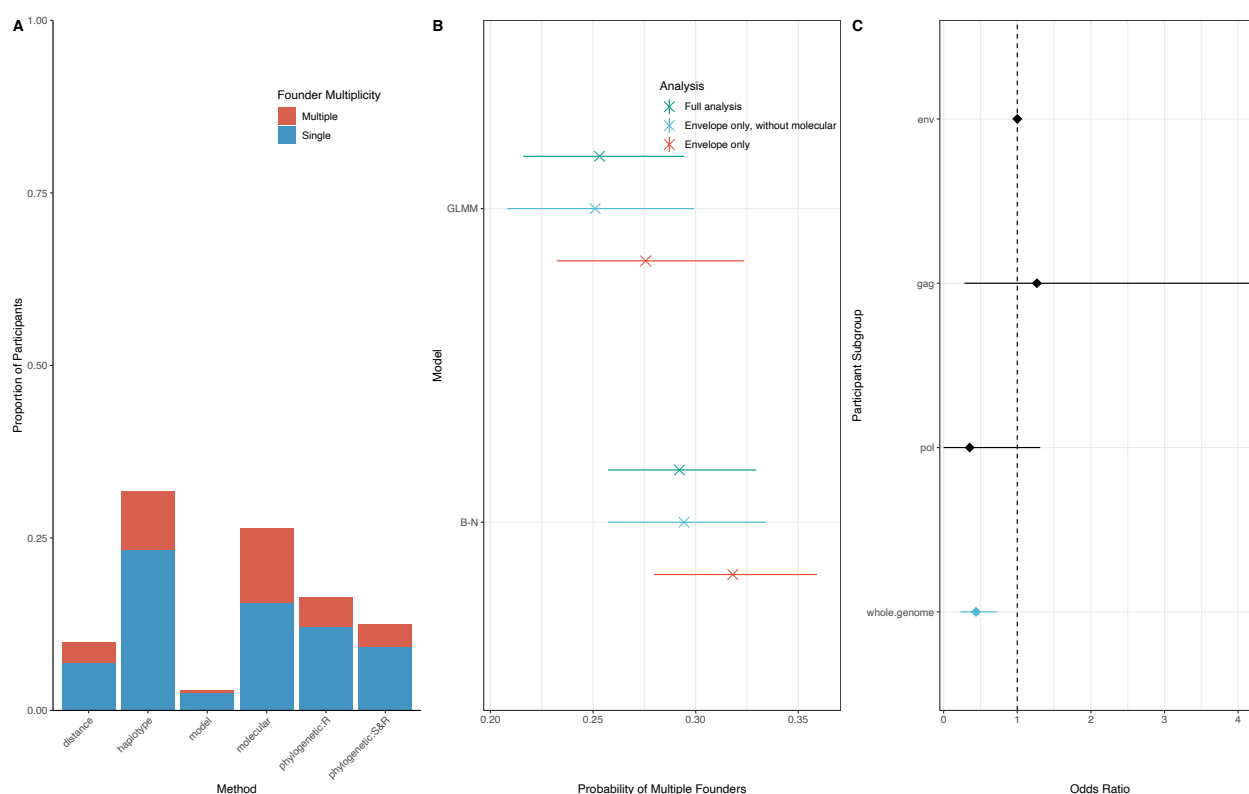 A
1.00
0.75
0.50
0.25
0.00
Proportion of Participants
Founder Multiplicity
Multiple
Single
distance
haplotype
model
molecular
phylogenetic:R
phylogenetic:S&R
Method
B
Analysis
Full analysis
Envelope only, without molecular
Envelope only
GLMM
B-N
Model
0.20
0.25
0.30
0.35
Probability of Multiple Founders
C
env
gag
pol
whole.genome
Participant Subgroup
0
1
2
3
4
Odds Ratio